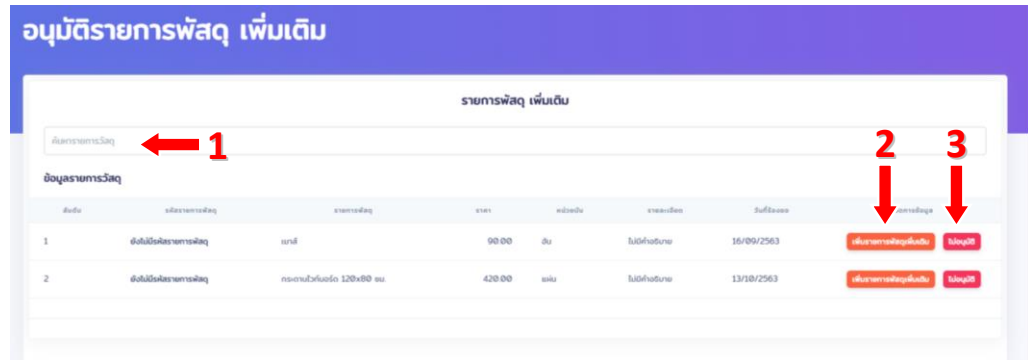 อนุมัติรายการพัสดุ เพิ่มเติม
รายการพัสดุ เพิ่มเติม
ค้นหารายการวัสดุ
1
2
3
ข้อมูลรายการวัสดุ
ลำดับ รหัสรายการพัสดุ รายการพัสดุ ราคา หน่วยนับ รายละเอียด วันที่ร้องขอ
1 ยังไม่มีรหัสรายการพัสดุ 90.00 อัน ไม่มีคำอธิบาย 16/09/2563 เพิ่มรายการพัสดุเพิ่มเติม ไม่อนุมัติ
2 ยังไม่มีรหัสรายการพัสดุ กระดานไวท์บอร์ด 120x80 ซม 420.00 แผ่น ไม่มีคำอธิบาย 13/10/2563 เพิ่มรายการพัสดุเพิ่มเติม ไม่อนุมัติ